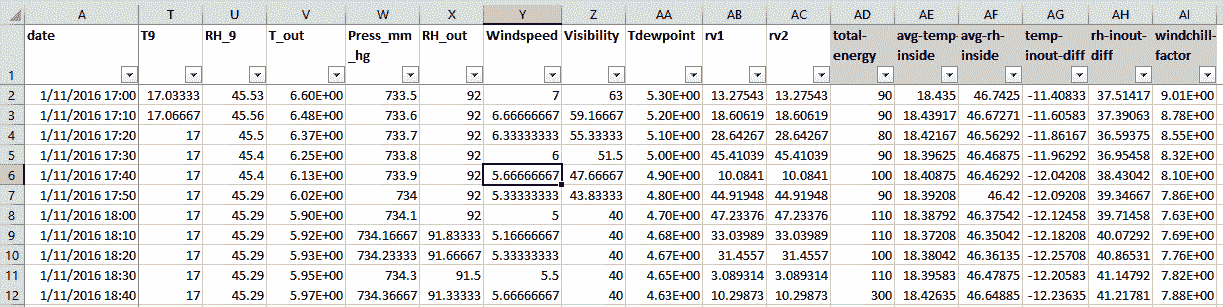 A T U V W X Y Z AA AB AC AD AE AF AG AH AI
date T9 RH_9 T_out Press_mm_hg RH_out Windspeed Visibility Tdewpoint rv1 rv2 total-energy avg-temp-inside avg-rh-inside temp-inout-diff rh-inout-diff windchill-factor
1
2 1/11/2016 17:00 17.03333 45.53 6.60E+00 733.5 92 7 63 5.30E+00 13.27543 13.27543 90 18.435 46.7425 -11.40833 37.51417 9.01E+00
3 1/11/2016 17:10 17.06667 45.56 6.48E+00 733.6 92 6.66666667 59.16667 5.20E+00 18.60619 18.60619 90 18.43917 46.67271 -11.60583 37.39063 8.78E+00
4 1/11/2016 17:20 17 45.5 6.37E+00 733.7 92 6.33333333 55.33333 5.10E+00 28.64267 28.64267 80 18.42167 46.56292 -11.86167 36.59375 8.55E+00
5 1/11/2016 17:30 17 45.4 6.25E+00 733.8 92 6 51.5 5.00E+00 45.41039 45.41039 90 18.39625 46.46875 -11.96292 36.95458 8.32E+00
6 1/11/2016 17:40 17 45.4 6.13E+00 733.9 92 5.66666667 47.66667 4.90E+00 10.0841 10.0841 100 18.40875 46.46292 -12.04208 38.43042 8.10E+00
7 1/11/2016 17:50 17 45.29 6.02E+00 734 92 5.33333333 43.83333 4.80E+00 44.91948 44.91948 90 18.39208 46.42 -12.09208 39.34667 7.86E+00
8 1/11/2016 18:00 17 45.29 5.90E+00 734.1 92 5 40 4.70E+00 47.23376 47.23376 110 18.38792 46.37542 -12.12458 39.71458 7.63E+00
9 1/11/2016 18:10 17 45.29 5.92E+00 734.16667 91.83333 5.16666667 40 4.68E+00 33.03989 33.03989 110 18.37208 46.35042 -12.18208 40.07292 7.69E+00
10 1/11/2016 18:20 17 45.29 5.93E+00 734.23333 91.66667 5.33333333 40 4.67E+00 31.4557 31.4557 100 18.38042 46.36135 -12.25708 40.86531 7.76E+00
11 1/11/2016 18:30 17 45.29 5.95E+00 734.3 91.5 5.5 40 4.65E+00 3.089314 3.089314 110 18.39583 46.47875 -12.20583 41.14792 7.82E+00
12 1/11/2016 18:40 17 45.29 5.97E+00 734.36667 91.33333 5.66666667 40 4.63E+00 10.29873 10.29873 300 18.42635 46.64885 -12.23635 41.21781 7.88E+00